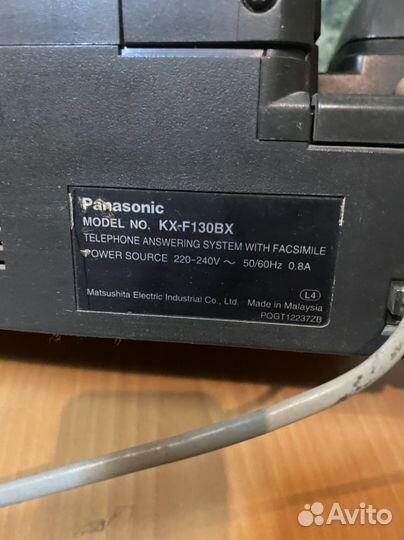 Panasonic
MODEL NO. KX-F130BX
TELEPHONE ANSWERING SYSTEM WITH FACSIMILE
POWER SOURCE 220-240V ~ 50/60Hz 0.8A
L4
Matsushita Electric Industrial Co., Ltd. Made in Malaysia
PQGT12237ZB
Avito